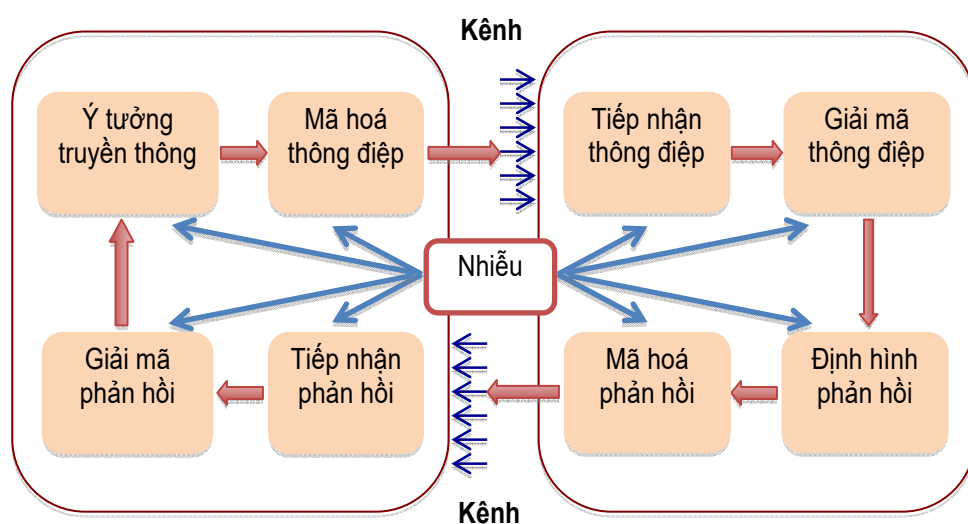 Kênh
Ý tưởng
truyền thông
Mã hoá
thông điệp
Tiếp nhận
thông điệp
Giải mã
thông điệp
Nhiễu
Giải mã
phản hồi
Tiếp nhận
phản hồi
Mã hoá
phản hồi
Định hình
phản hồi
Kênh